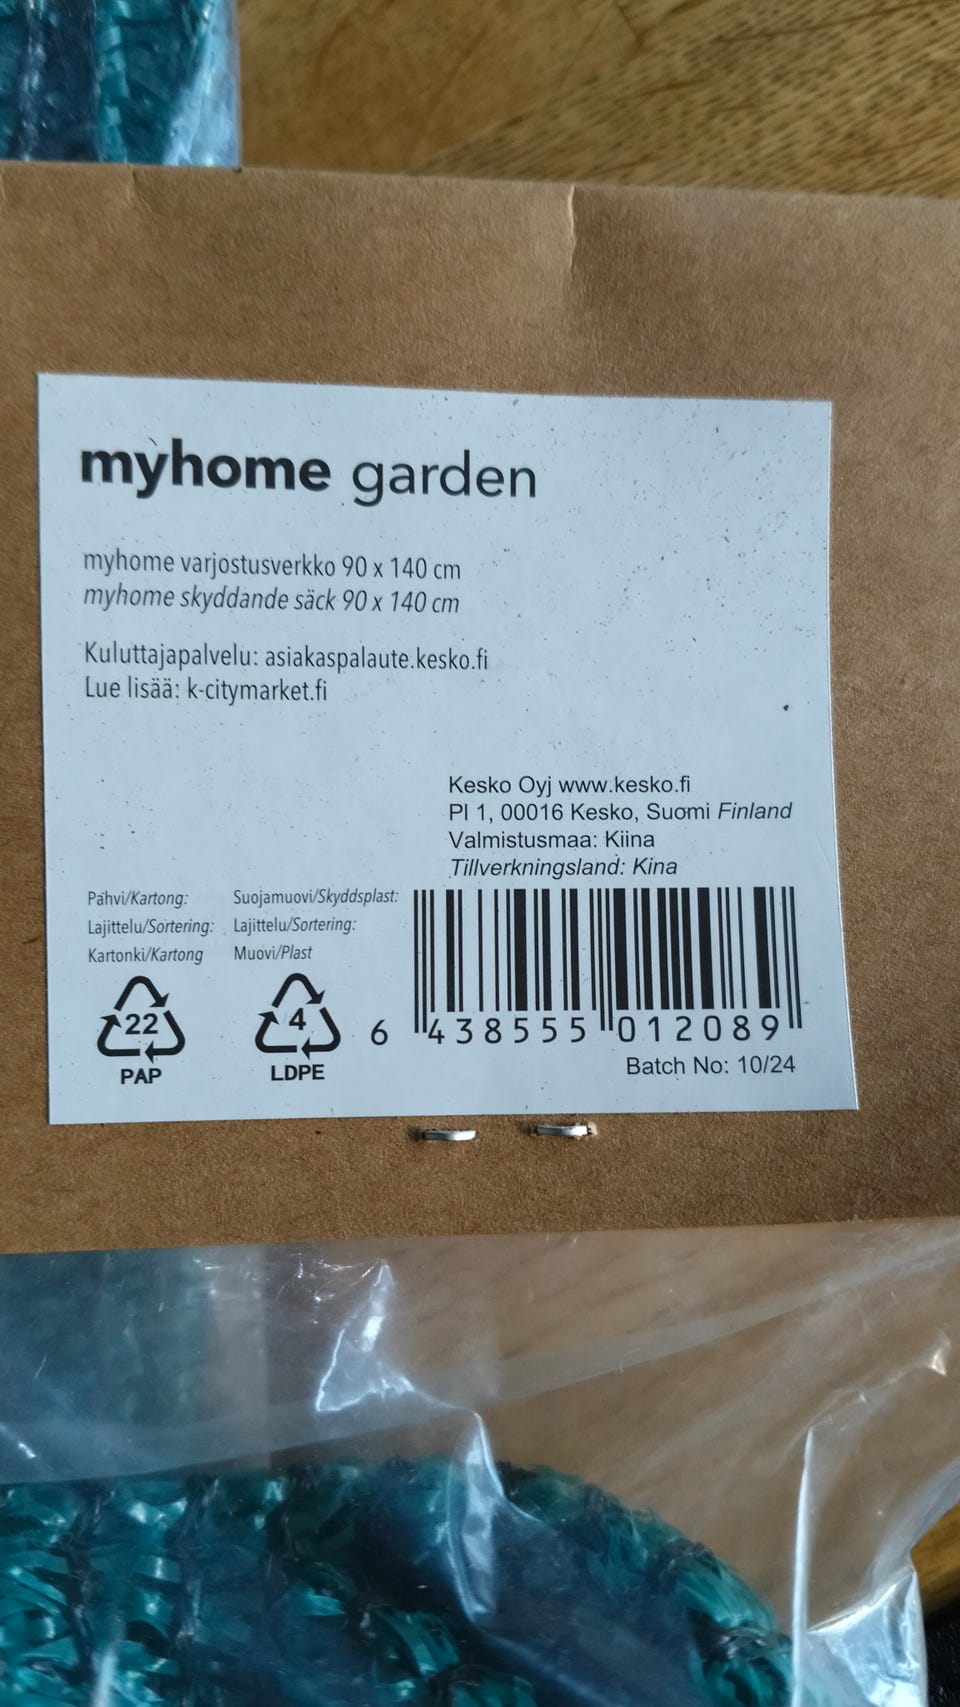 myhome garden
myhome varjostusverkko 90 x 140 cm
myhome skyddande säck 90 x 140 cm
Kuluttajapalvelu: asiakaspalaute.kesko.fi
Lue lisää: k-citymarket.fi
Kesko Oyj www.kesko.fi
Pl 1, 00016 Kesko, Suomi Finland
Valmistusmaa: Kiina
Tillverkningsland: Kina
Pahvi/Kartong:
Lajittelu/Sortering:
Kartonki/Kartong
22
PAP
Suojamuovi/Skyddsplast:
Lajittelu/Sortering:
Muovi/Plast
4
LDPE
6 438555 012089
Batch No: 10/24